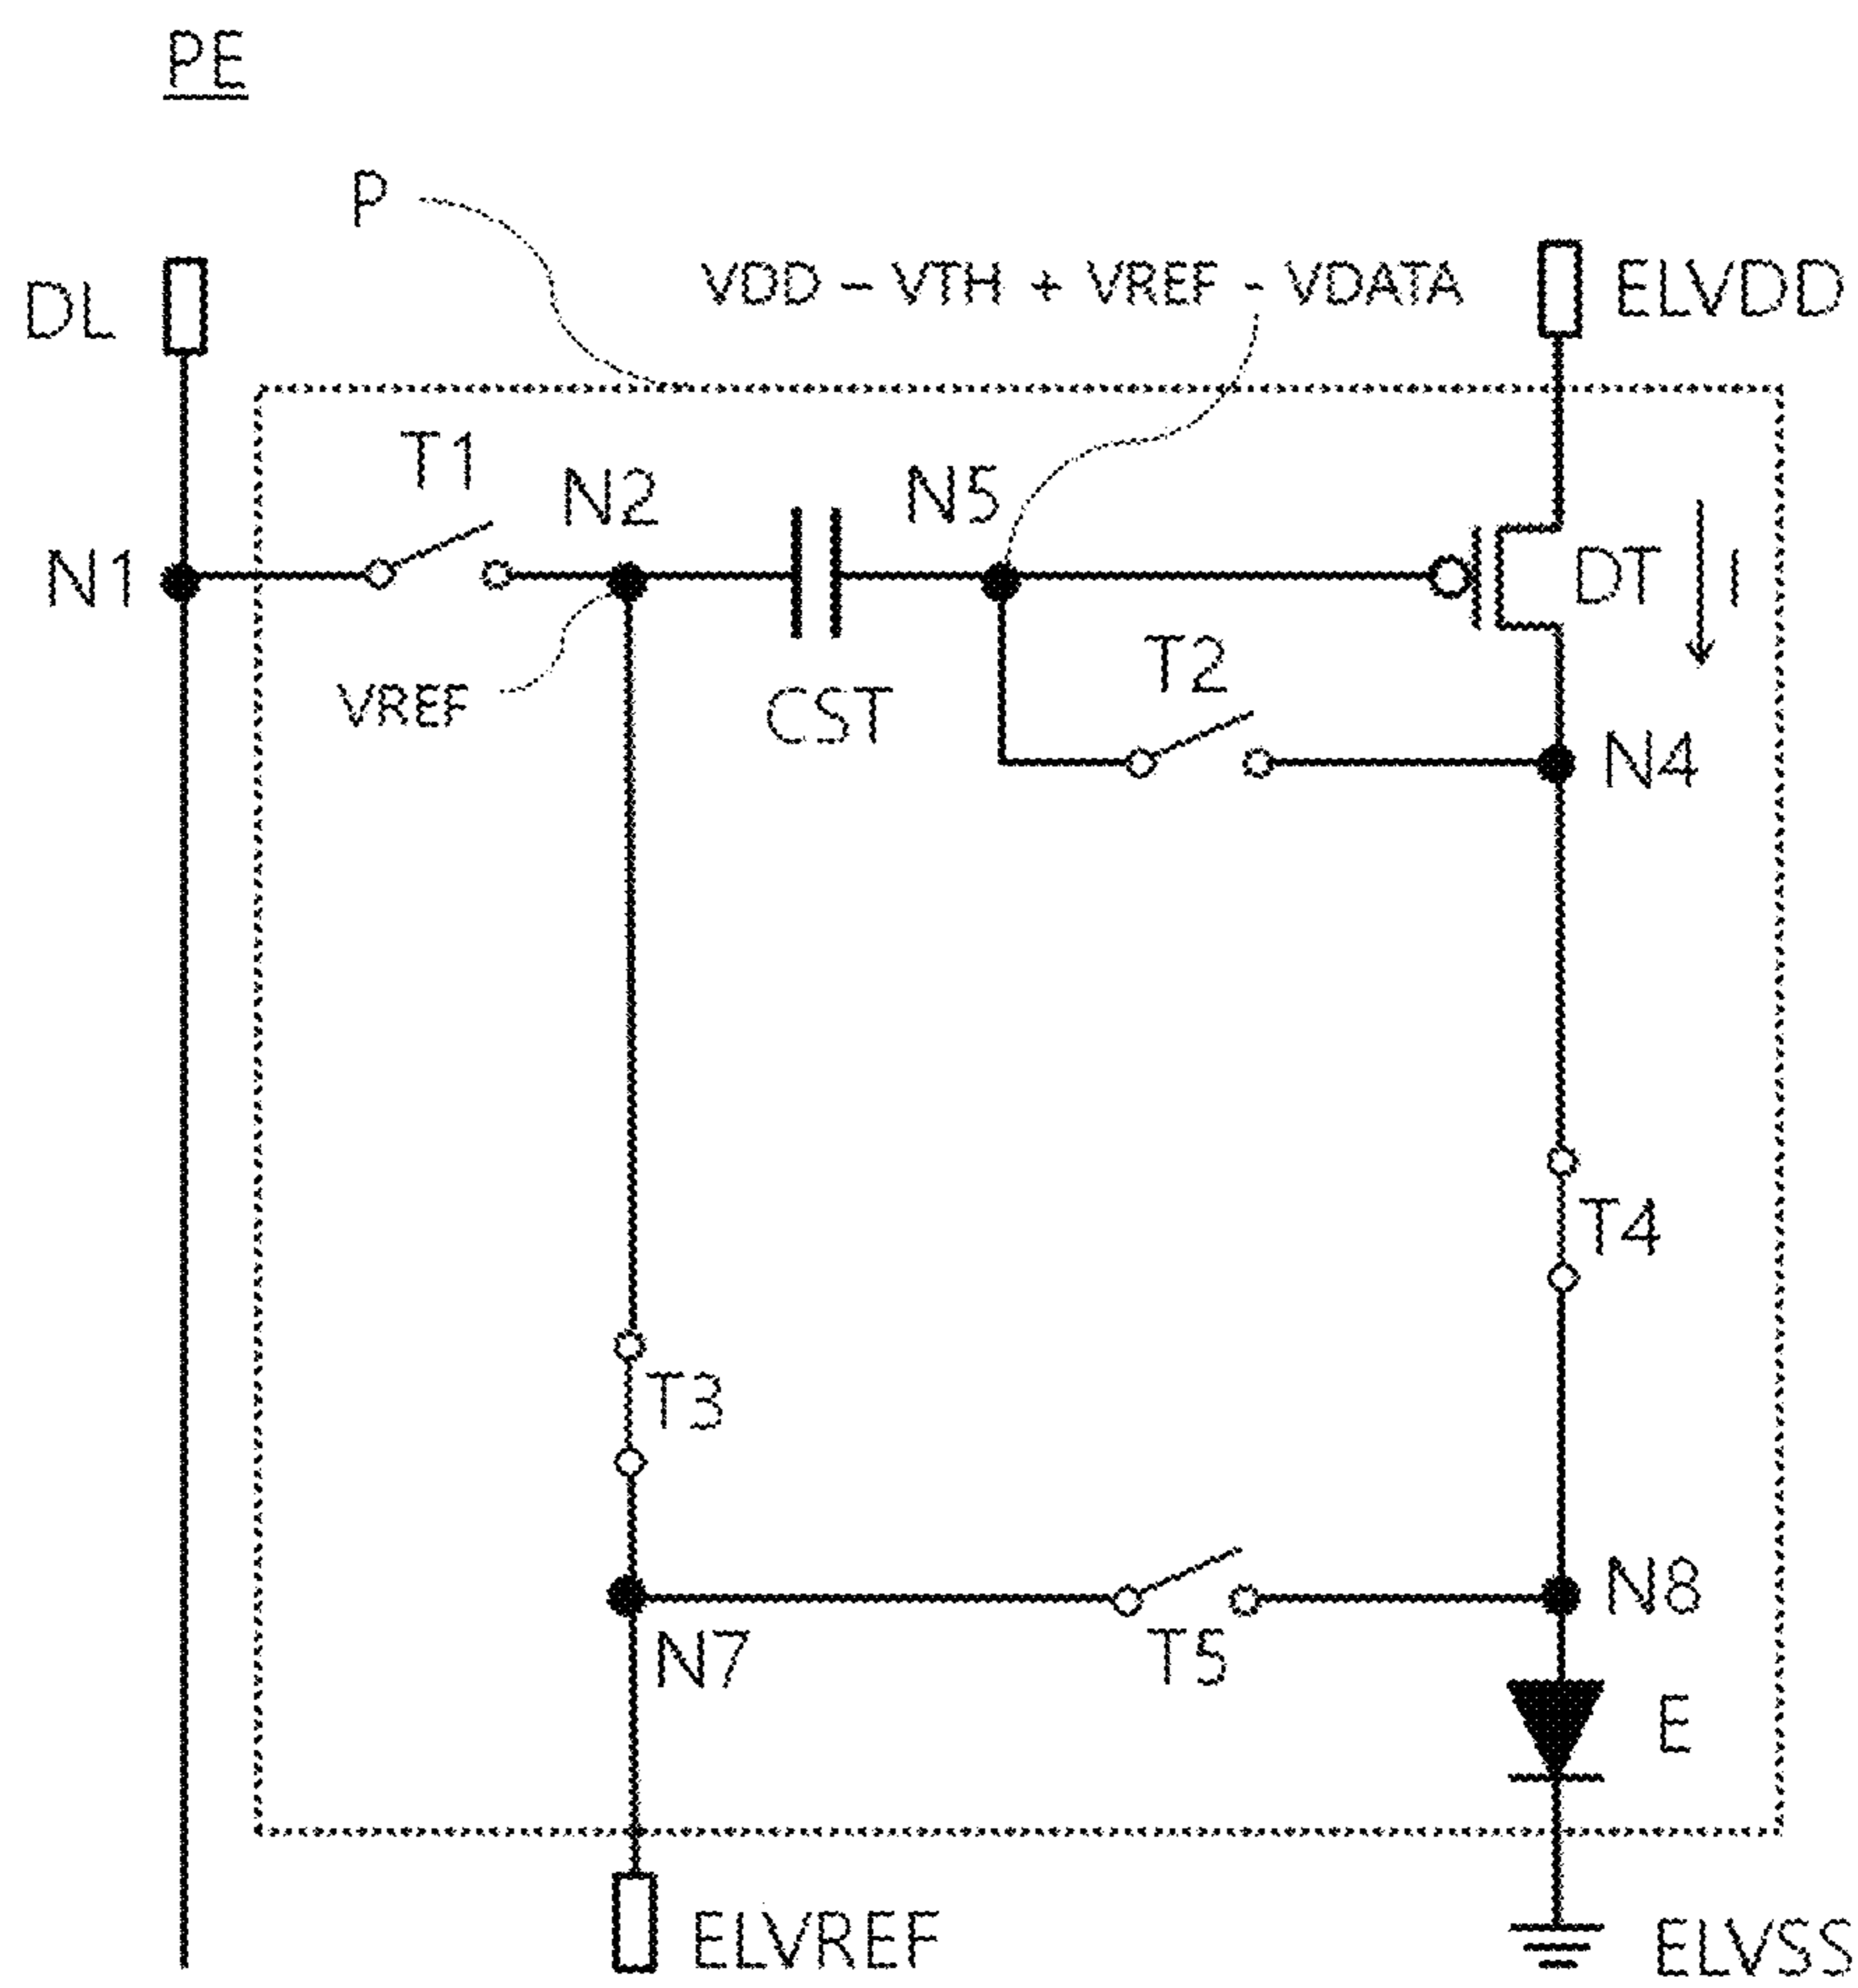 PE
P
DL
VDD - VTH + VREF - VDATA
ELVDD
T1
N2
N5
N1
DT
I
T2
VREF
CST
N4
T4
T3
N8
N7
T5
E
ELVREF
ELVSS